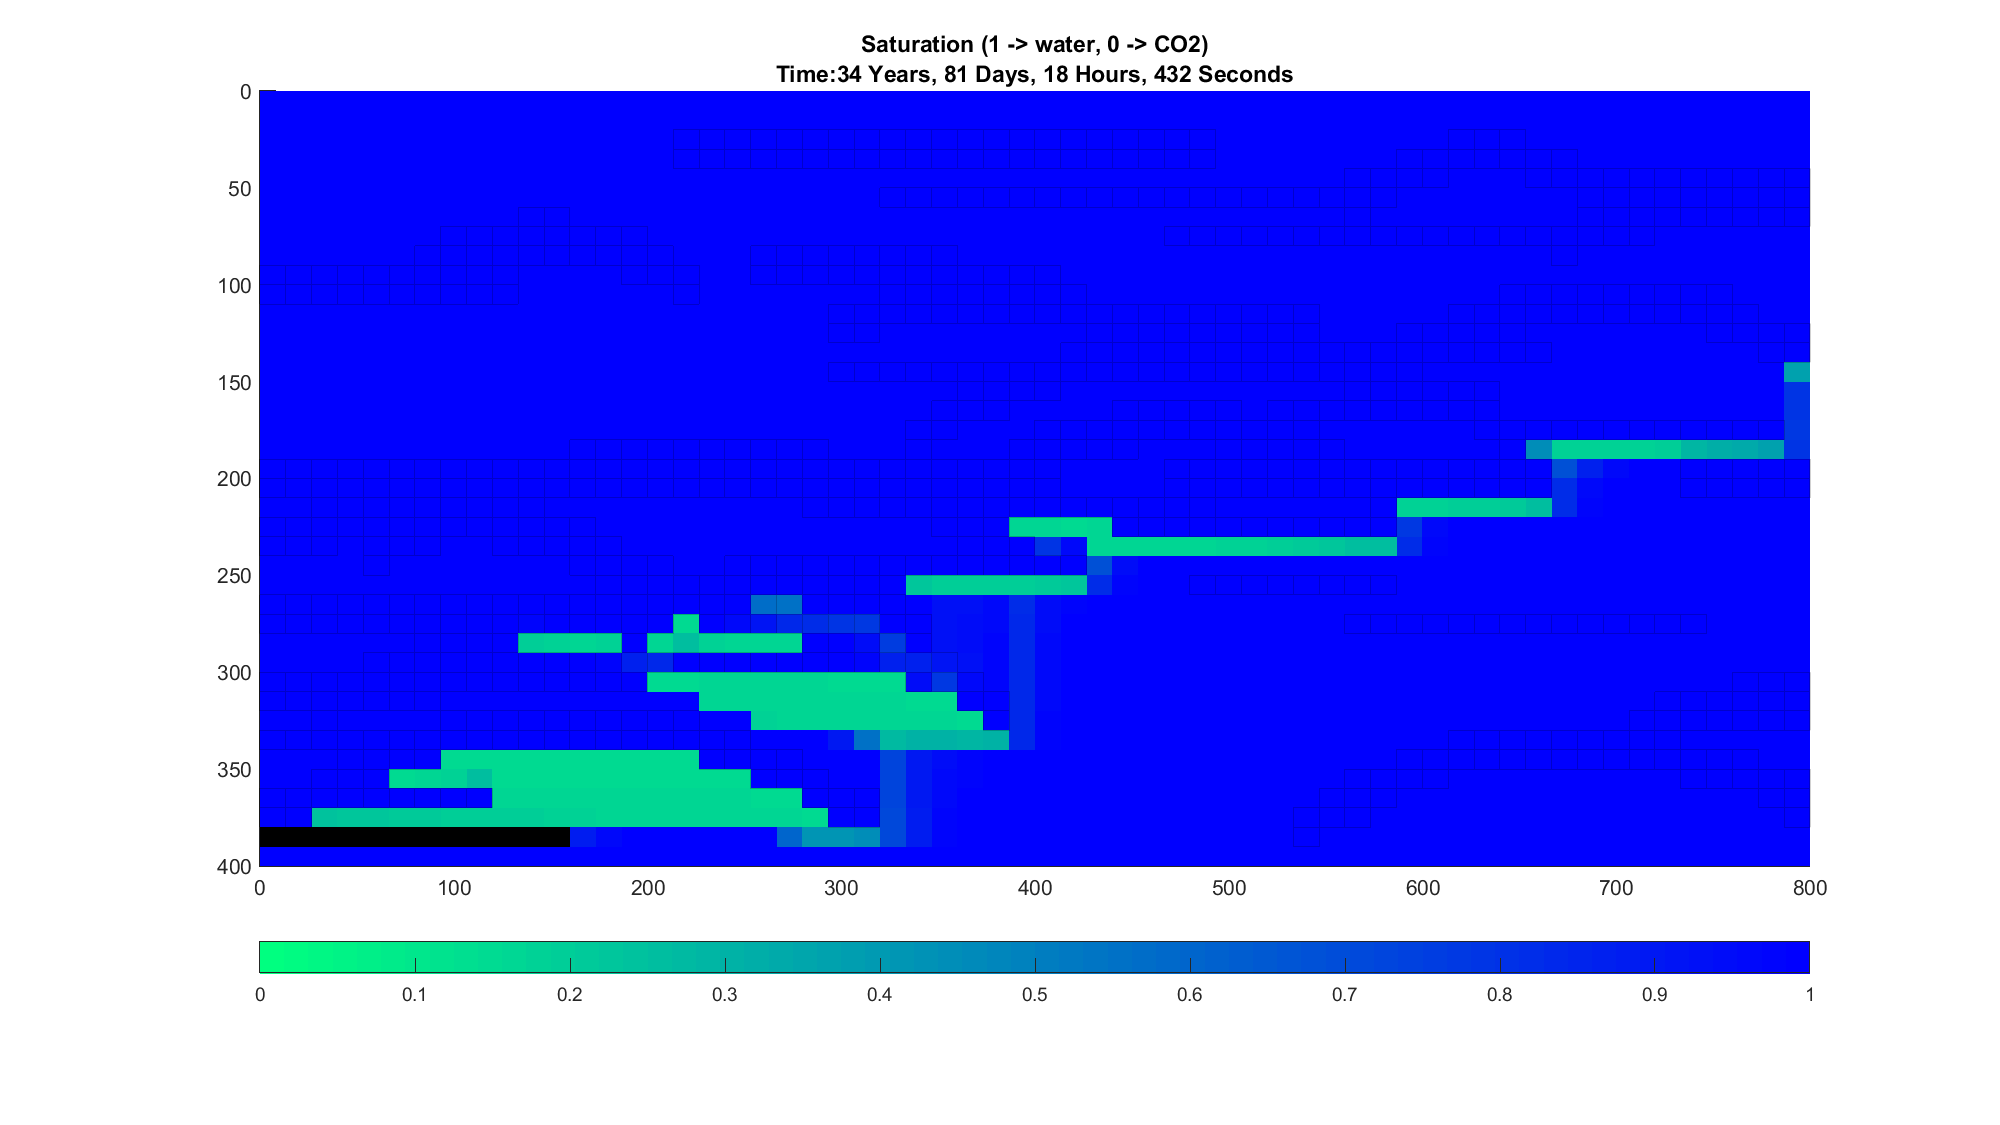 Saturation (1 -> water, 0 -> CO2)
Time:34 Years, 81 Days, 18 Hours, 432 Seconds
0
50
100
150
200
250
300
350
400
0 100 200 300 400 500 600 700 800
0 0.1 0.2 0.3 0.4 0.5 0.6 0.7 0.8 0.9 1